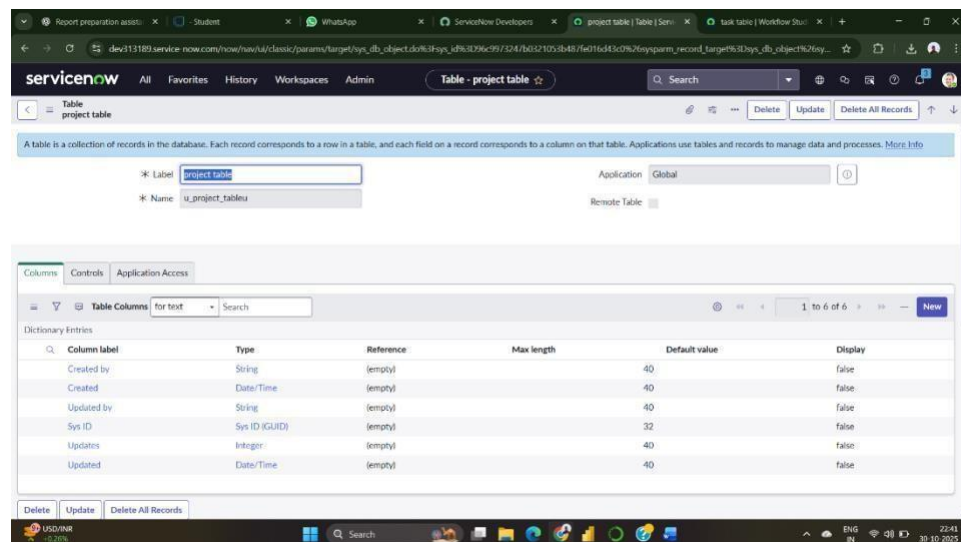 Report preparation assista
- Student
WhatsApp
ServiceNow Developers
project table | Table | Serv
task table | Workflow Stud
dev313189.service-now.com/now/nav/ui/classic/params/target/sys_db_object.do%3Fsys_id%3D96c9973247b0321053b487fe016d43c0%26sysparm_record_target%3Dsys_db_object%26sy...
servicenow All Favorites History Workspaces Admin
Table - project table
Search
Table
project table
Delete Update Delete All Records
A table is a collection of records in the database. Each record corresponds to a row in a table, and each field on a record corresponds to a column on that table. Applications use tables and records to manage data and processes. More Info
* Label project table
Application Global
* Name u_project_tableu
Remote Table
Columns Controls Application Access
Table Columns for text Search
1 to 6 of 6 New
Dictionary Entries
Column label Type Reference Max length Default value Display
Created by String (empty) 40 false
Created Date/Time (empty) 40 false
Updated by String (empty) 40 false
Sys ID Sys ID (GUID) (empty) 32 false
Updates Integer (empty) 40 false
Updated Date/Time (empty) 40 false
Delete Update Delete All Records
USD/INR
+0.26%
Search
ENG
IN
22:41
30-10-2025